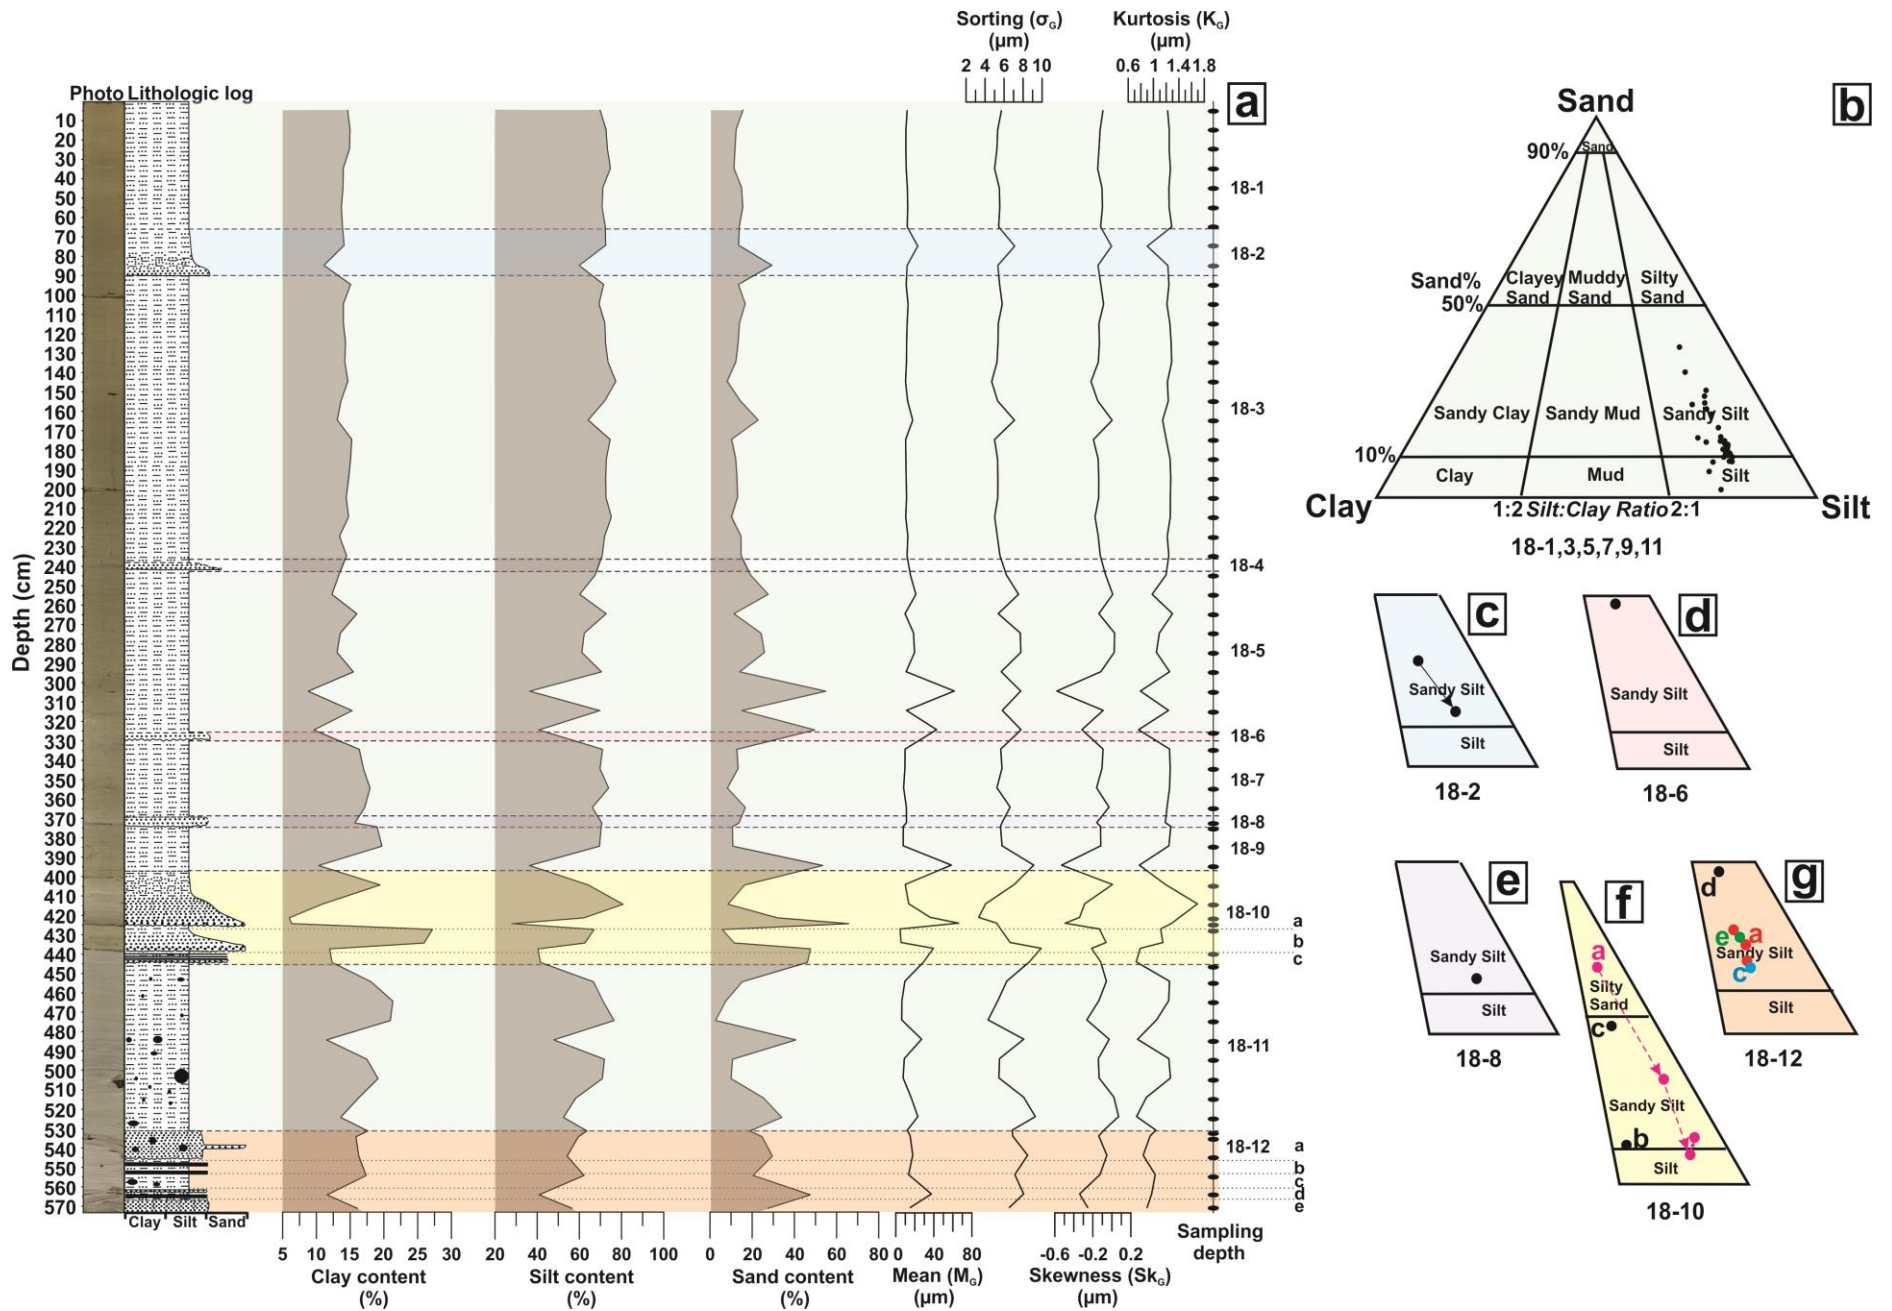 Sorting (σG)
(μm)
2 4 6 8 10
Kurtosis (KG)
(μm)
0.6 1 1.4 1.8
Photo Lithologic log
a
Depth (cm)
10
20
30
40
50
60
70
80
90
100
110
120
130
140
150
160
170
180
190
200
210
220
230
240
250
260
270
280
290
300
310
320
330
340
350
360
370
380
390
400
410
420
430
440
450
460
470
480
490
500
510
520
530
540
550
560
570
18-1
18-2
18-3
18-4
18-5
18-6
18-7
18-8
18-9
18-10
a
b
c
18-11
18-12
a
b
c
d
e
Clay Silt Sand
5 10 15 20 25 30
Clay content
(%)
20 40 60 80 100
Silt content
(%)
0 20 40 60 80
Sand content
(%)
0 40 80
Mean (MG)
(μm)
-0.6 -0.2 0.2
Skewness (SkG)
(μm)
Sampling
depth
b
Sand
90%
Sand
Sand%
50%
Clayey
Sand
Muddy
Sand
Silty
Sand
Sandy Clay
Sandy Mud
Sandy Silt
10%
Clay
Mud
Silt
Clay
Silt
1:2 Silt:Clay Ratio 2:1
18-1,3,5,7,9,11
c
Sandy Silt
Silt
18-2
d
Sandy Silt
Silt
18-6
e
Sandy Silt
Silt
18-8
f
a
Silty
Sand
c
Sandy Silt
b
Silt
18-10
g
d
e
a
Sandy Silt
c
Silt
18-12